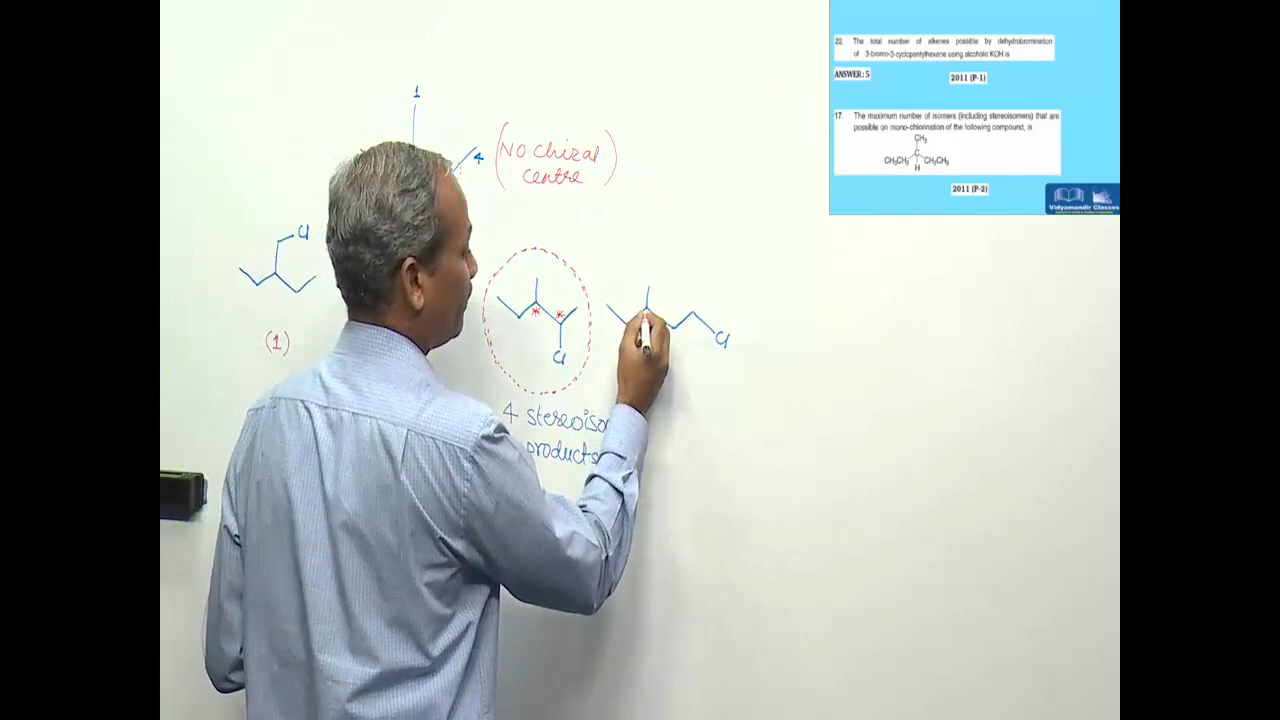 22. The total number of alkenes possible by dehydrobromination
of 3-bromo-3-cyclopentylhexane using alcoholic KOH is
ANSWER: 5
2011 (P-1)
17. The maximum number of isomers (including stereoisomers) that are
possible on mono-chlorination of the following compound, is
CH3
CH3CH2 C CH2CH3
H
2011 (P-2)
Vidyamandir Classes
1
4
(No chiral
centre)
Cl
(1)
* *
Cl
Cl
4
products